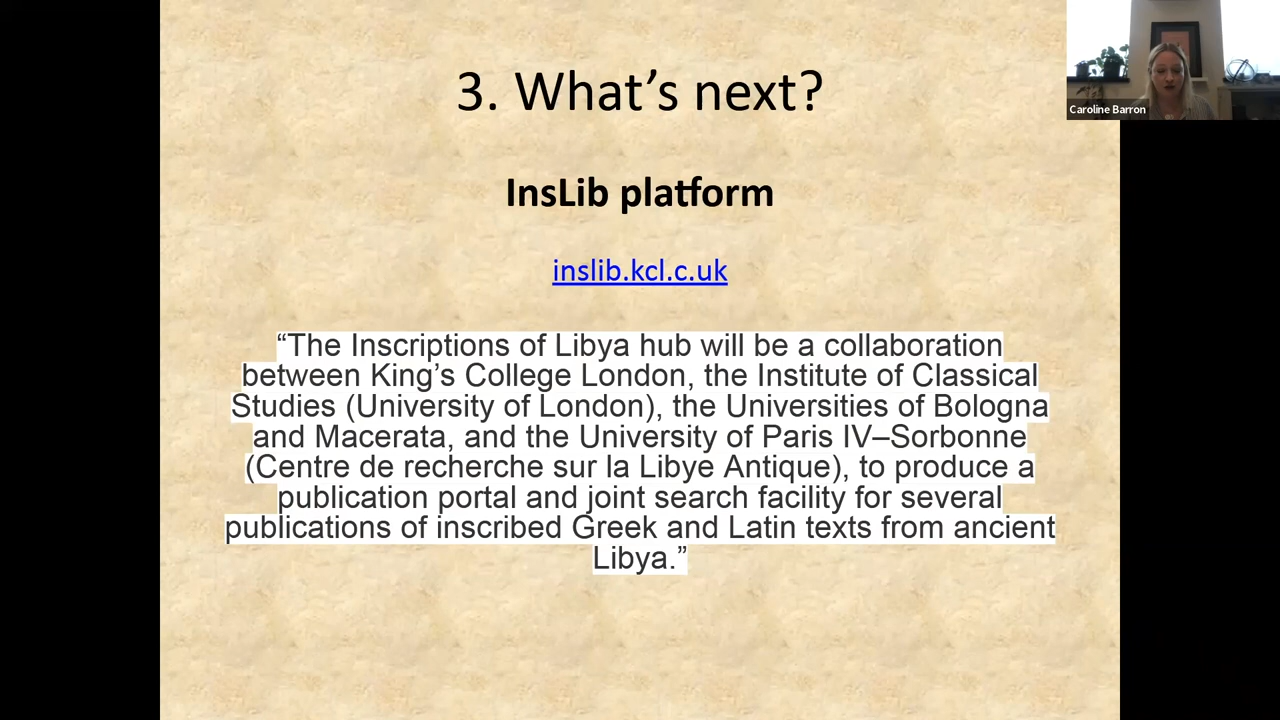 3. What’s next?
Caroline Barron
InsLib platform
inslib.kcl.c.uk
“The Inscriptions of Libya hub will be a collaboration
between King’s College London, the Institute of Classical
Studies (University of London), the Universities of Bologna
and Macerata, and the University of Paris IV–Sorbonne
(Centre de recherche sur la Libye Antique), to produce a
publication portal and joint search facility for several
publications of inscribed Greek and Latin texts from ancient
Libya.”